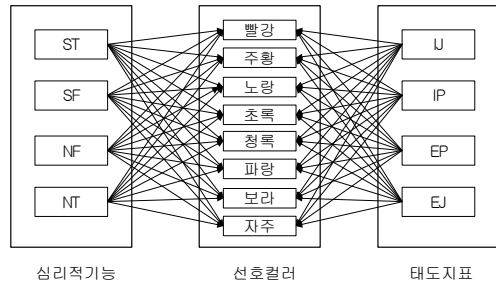 ST
SF
NF
NT
빨강
주황
노랑
초록
청록
파랑
보라
자주
IJ
IP
EP
EJ
심리적기능
선호컬러
태도지표